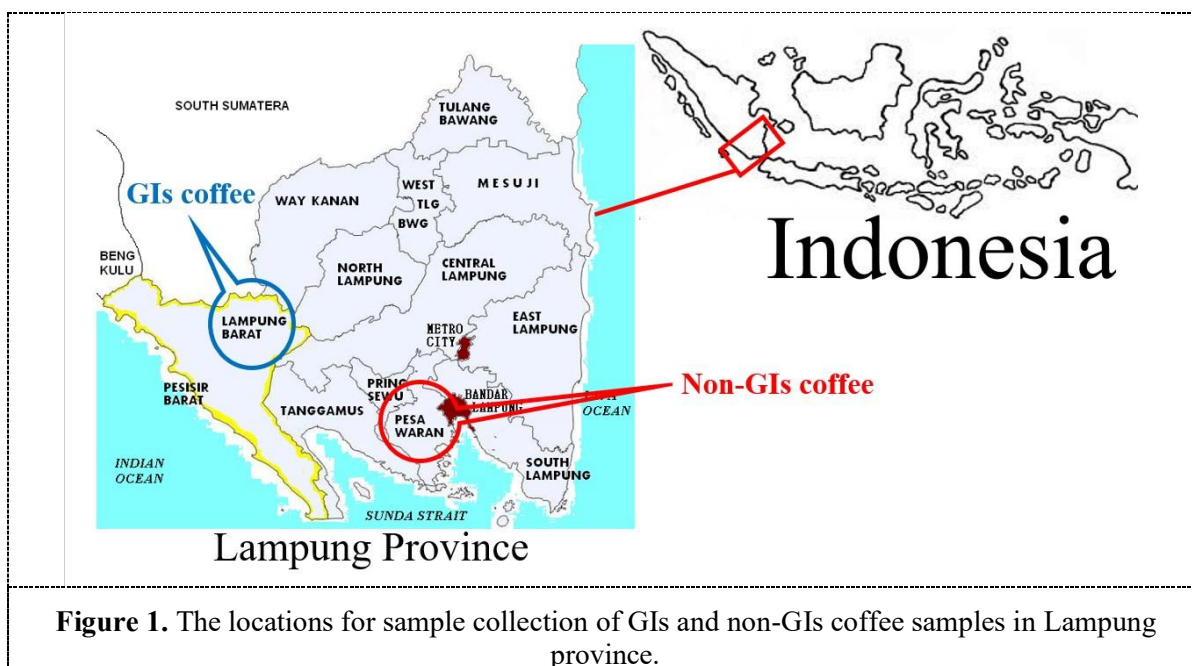 SOUTH SUMATERA
TULANG
BAWANG
GIs coffee
WAY KANAN
WEST
TLG
BWG
MESUJI
BENG
KULU
NORTH
LAMPUNG
CENTRAL
LAMPUNG
Indonesia
LAMPUNG
BARAT
EAST
LAMPUNG
METRO
CITY
PESISIR
BARAT
TANGGAMUS
PRING
SEWU
PESA
WARAN
BANDAR
LAMPUNG
Non-GIs coffee
OCEAN
INDIAN
OCEAN
SOUTH
LAMPUNG
SUNDA STRAIT
Lampung Province
Figure 1. The locations for sample collection of GIs and non-GIs coffee samples in Lampung
province.